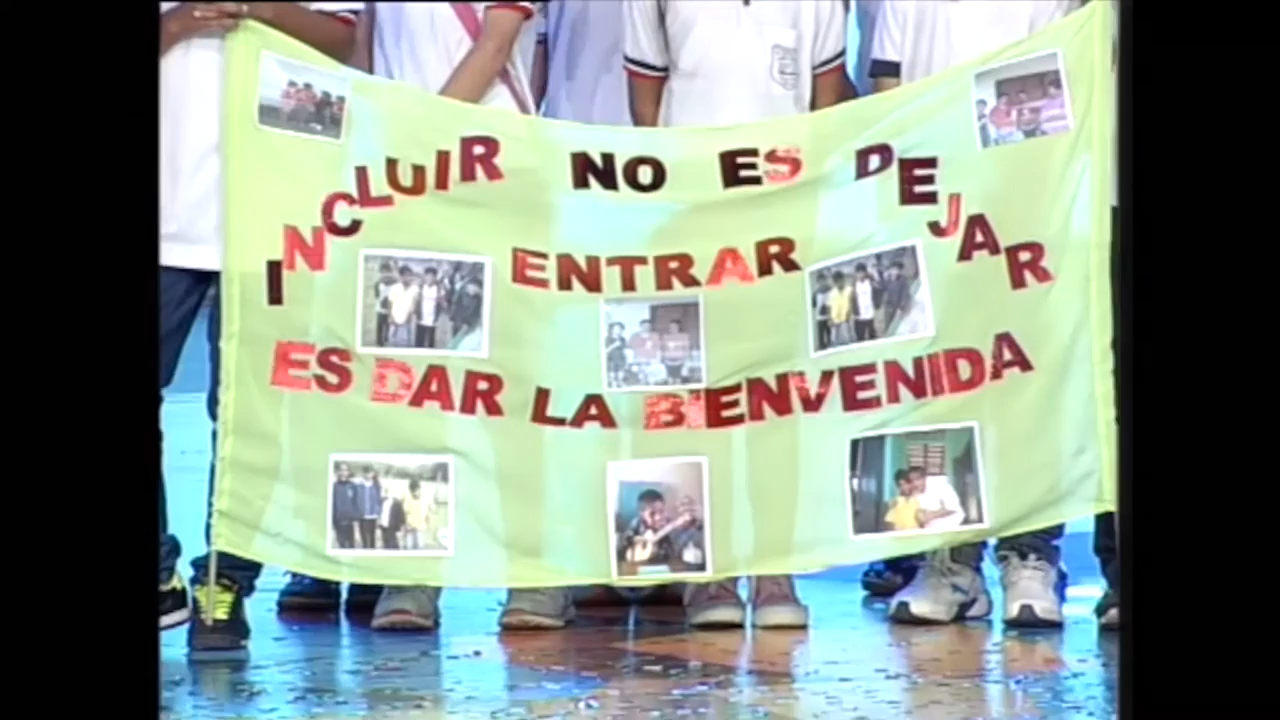 INCLUIR NO ES DEJAR
ENTRAR
ES DAR LA BIENVENIDA